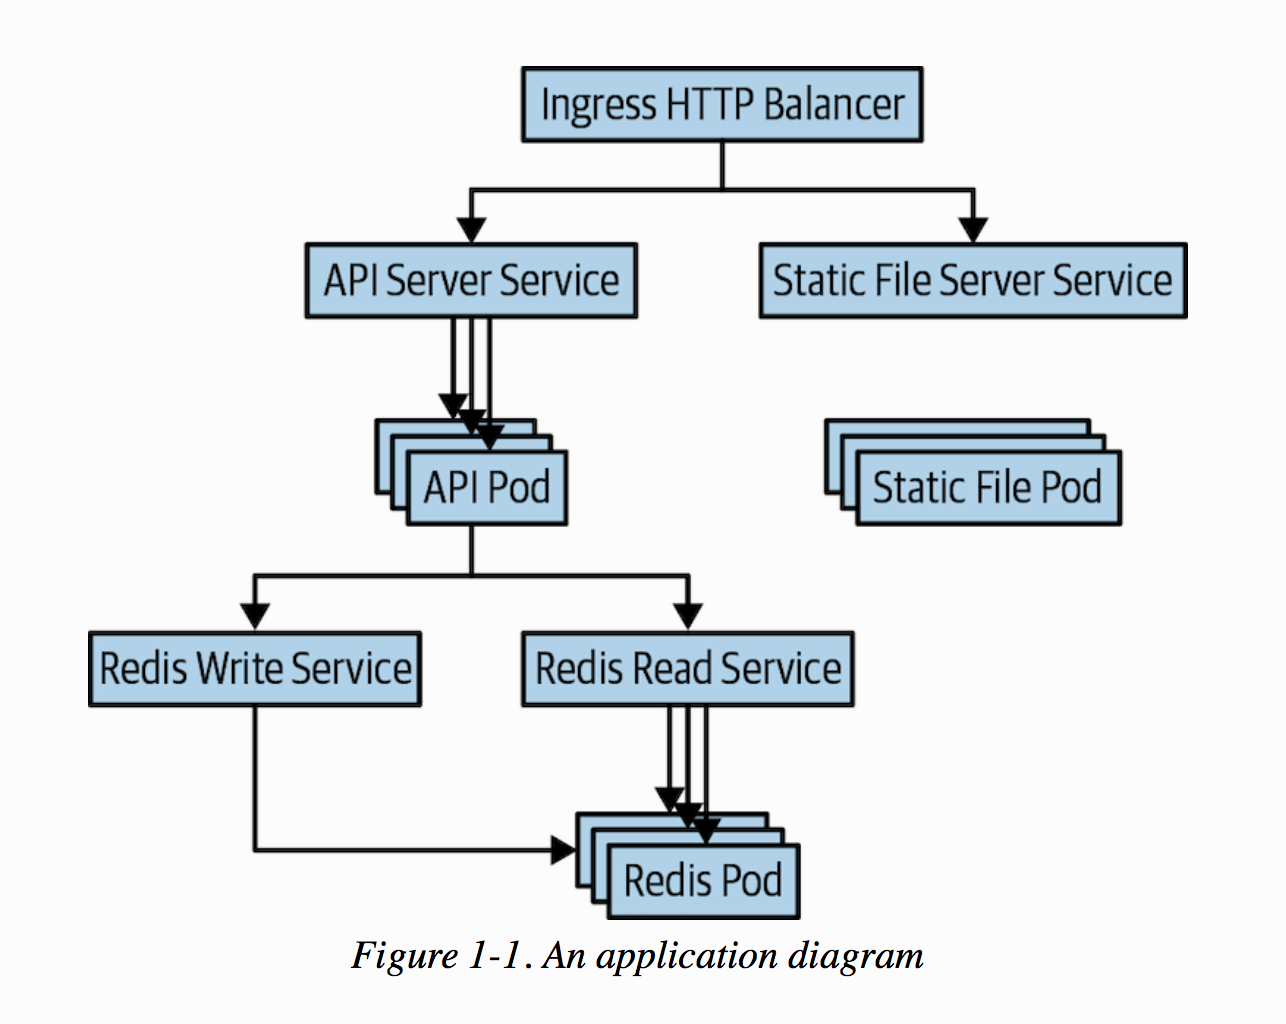 Ingress HTTP Balancer
API Server Service
Static File Server Service
API Pod
Static File Pod
Redis Write Service
Redis Read Service
Redis Pod
Figure 1-1. An application diagram